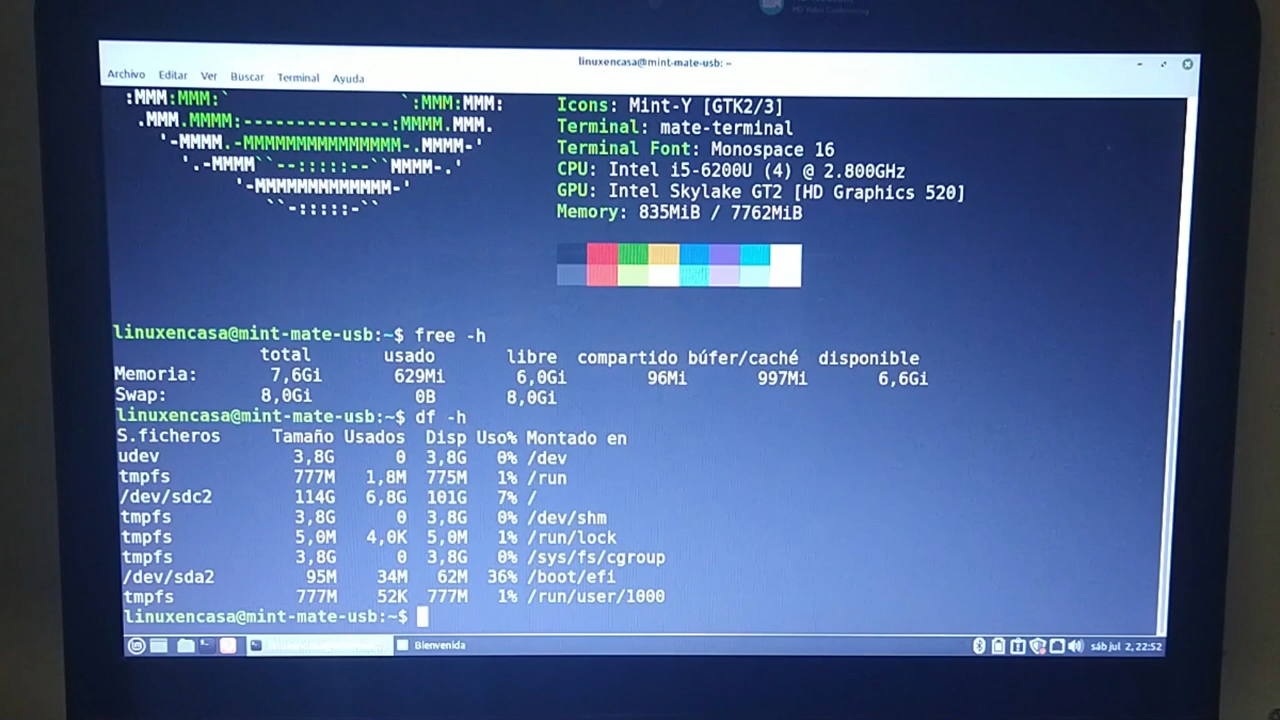 HD Video Conferencing
linuxencasa@mint-mate-usb: ~
Archivo Editar Ver Buscar Terminal Ayuda
:MMM:MMM:` `:MMM:MMM: Icons: Mint-Y [GTK2/3]
.MMM.MMMM:--------------:MMMM.MMM. Terminal: mate-terminal
'-MMMM.-MMMMMMMMMMMMMMM-.MMMM-' Terminal Font: Monospace 16
'.-MMMM``--:::::--``MMMM-.' CPU: Intel i5-6200U (4) @ 2.800GHz
'-MMMMMMMMMMMMM-' GPU: Intel Skylake GT2 [HD Graphics 520]
``-:::::-`` Memory: 835MiB / 7762MiB
linuxencasa@mint-mate-usb:~$ free -h
total usado libre compartido búfer/caché disponible
Memoria: 7,6Gi 629Mi 6,0Gi 96Mi 997Mi 6,6Gi
Swap: 8,0Gi 0B 8,0Gi
linuxencasa@mint-mate-usb:~$ df -h
S.ficheros Tamaño Usados Disp Uso% Montado en
udev 3,8G 0 3,8G 0% /dev
tmpfs 777M 1,8M 775M 1% /run
/dev/sdc2 114G 6,8G 101G 7% /
tmpfs 3,8G 0 3,8G 0% /dev/shm
tmpfs 5,0M 4,0K 5,0M 1% /run/lock
tmpfs 3,8G 0 3,8G 0% /sys/fs/cgroup
/dev/sda2 95M 34M 62M 36% /boot/efi
tmpfs 777M 52K 777M 1% /run/user/1000
linuxencasa@mint-mate-usb:~$
Bienvenida sáb jul 2, 22:52